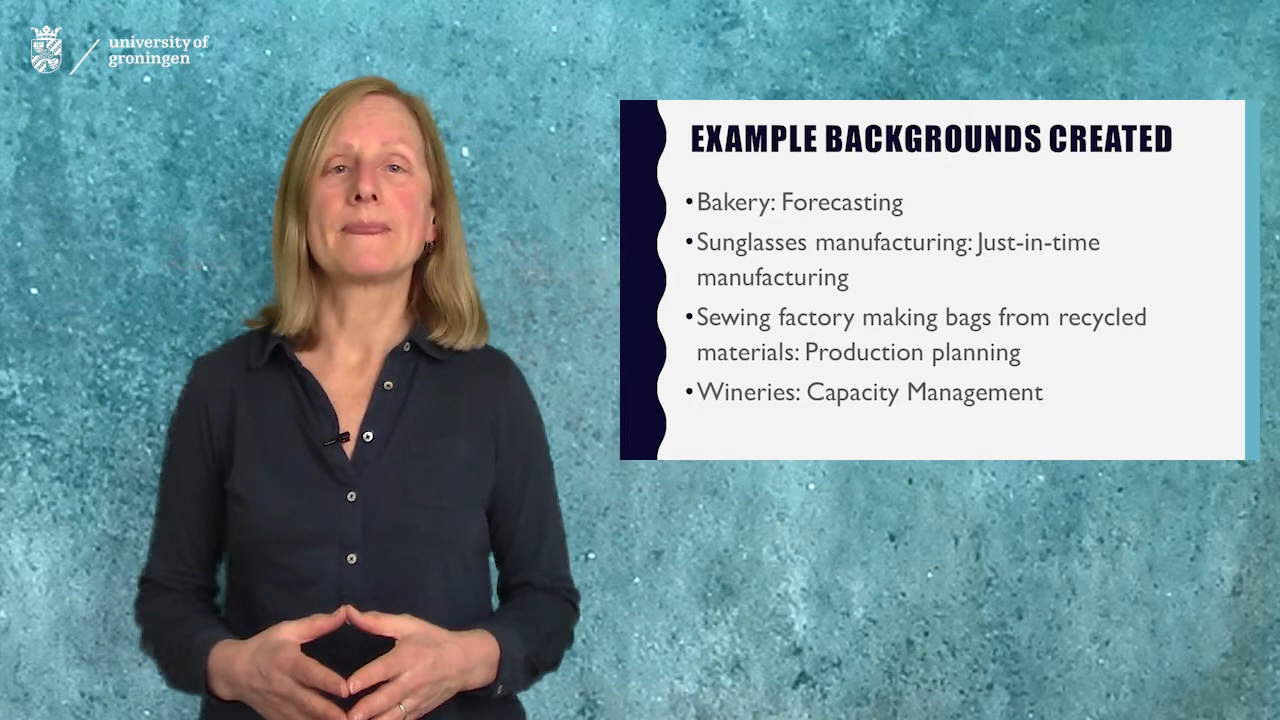 university of
groningen
EXAMPLE BACKGROUNDS CREATED
•Bakery: Forecasting
•Sunglasses manufacturing: Just-in-time
manufacturing
•Sewing factory making bags from recycled
materials: Production planning
•Wineries: Capacity Management